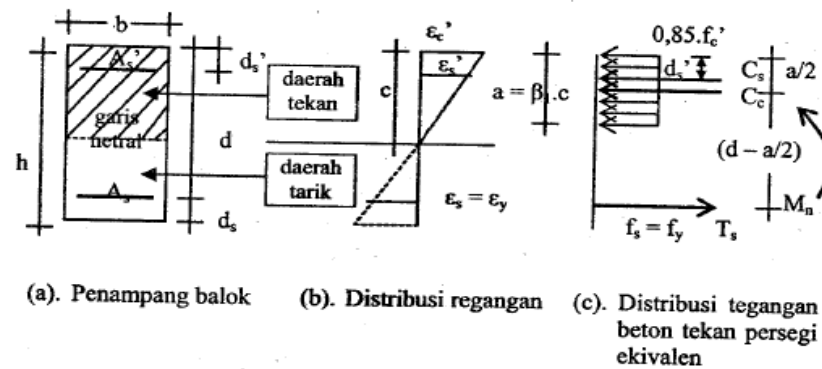 b
h
A_s'
garis
netral
A_s
d_s'
d
d_s
daerah
tekan
daerah
tarik
ε_c'
ε_s'
c
ε_s = ε_y
a = β_1.c
0,85.f_c'
d_s'
C_s
C_c
a/2
(d – a/2)
M_n
f_s = f_y
T_s
(a). Penampang balok
(b). Distribusi regangan
(c). Distribusi tegangan
beton tekan persegi
ekivalen